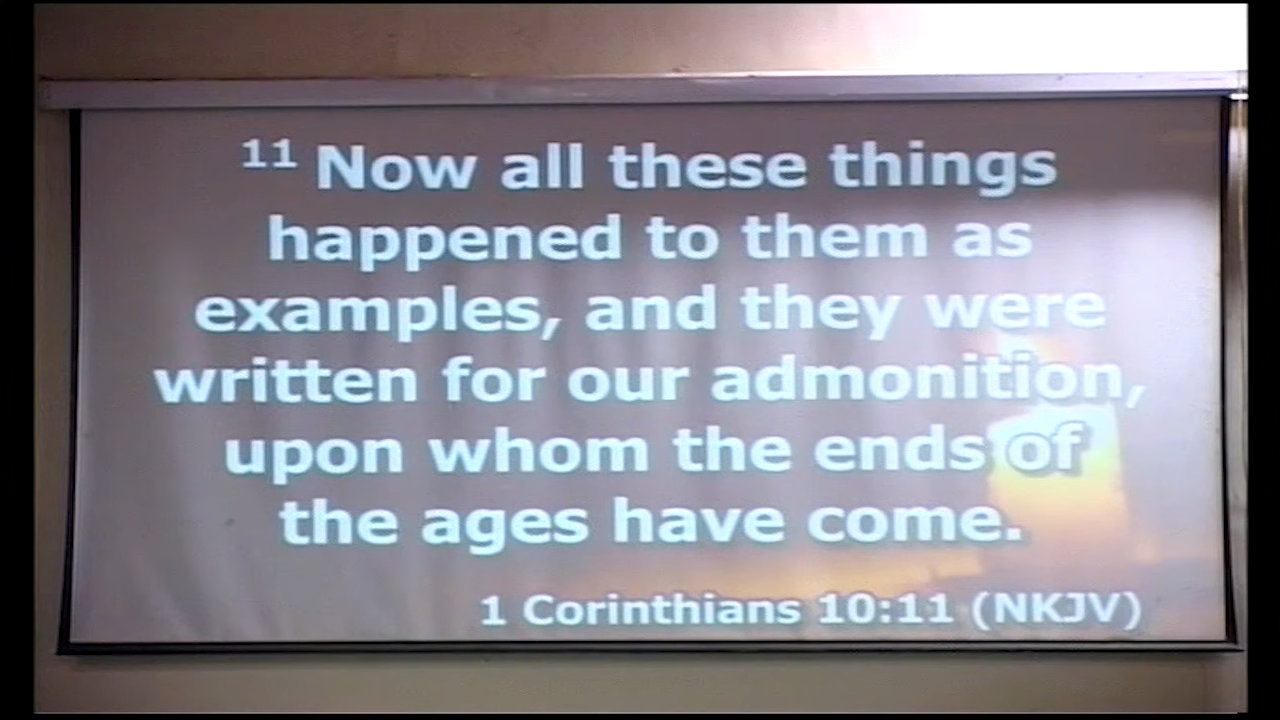 11 Now all these things
happened to them as
examples, and they were
written for our admonition,
upon whom the ends of
the ages have come.
1 Corinthians 10:11 (NKJV)